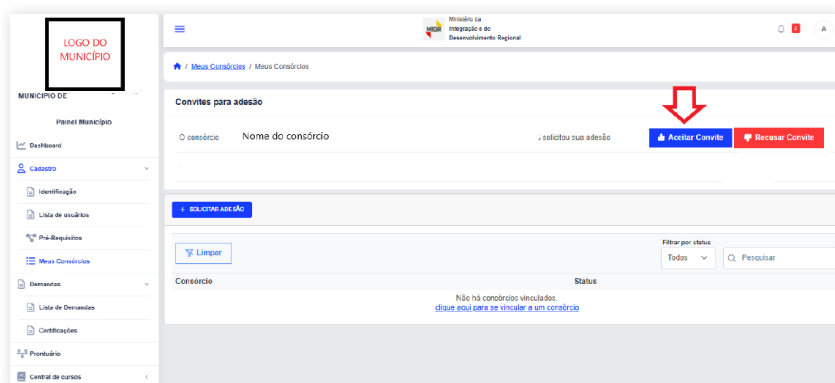 LOGO DO
MUNICÍPIO
MUNICIPIO DE
Painel Município
Dashboard
Cadastro
Identificação
Lista de usuários
Pré-Requisitos
Meus Consórcios
Demandas
Lista de Demandas
Certificações
Prontuário
Central de cursos
MIDR
Ministério da
Integração e do
Desenvolvimento Regional
2
A
/ Meus Consórcios / Meus Consórcios
Convites para adesão
O consórcio Nome do consórcio solicitou sua adesão Aceitar Convite Recusar Convite
+ SOLICITAR ADESÃO
Limpar
Filtrar por status
Todos
Pesquisar
Consórcio Status
Não há consórcios vinculados.
clique aqui para se vincular a um consórcio